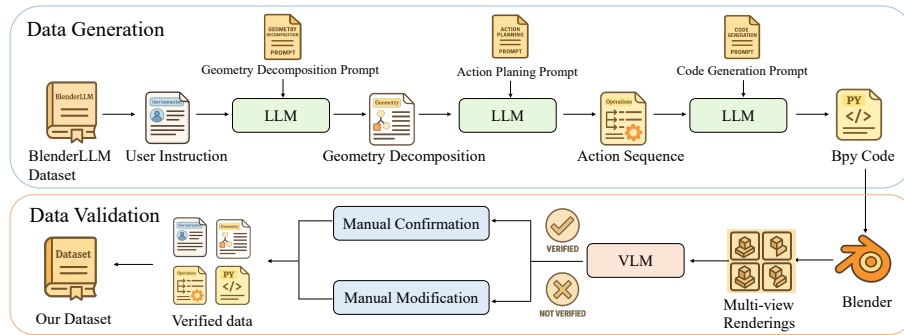 Data Generation
GEOMETRY
DECOMPOSITION
PROMPT
ACTION
PLANNING
PROMPT
CODE
GENERATION
PROMPT
Geometry Decomposition Prompt
Action Planing Prompt
Code Generation Prompt
BlenderLLM
User Instruction
LLM
Geometry
LLM
Operations
LLM
PY
</>
BlenderLLM
Dataset
User Instruction
Geometry Decomposition
Action Sequence
Bpy Code
Data Validation
Dataset
User Instruction
Geometry
Operations
PY
</>
Manual Confirmation
Manual Modification
VERIFIED
NOT VERIFIED
VLM
Our Dataset
Verified data
Multi-view
Renderings
Blender